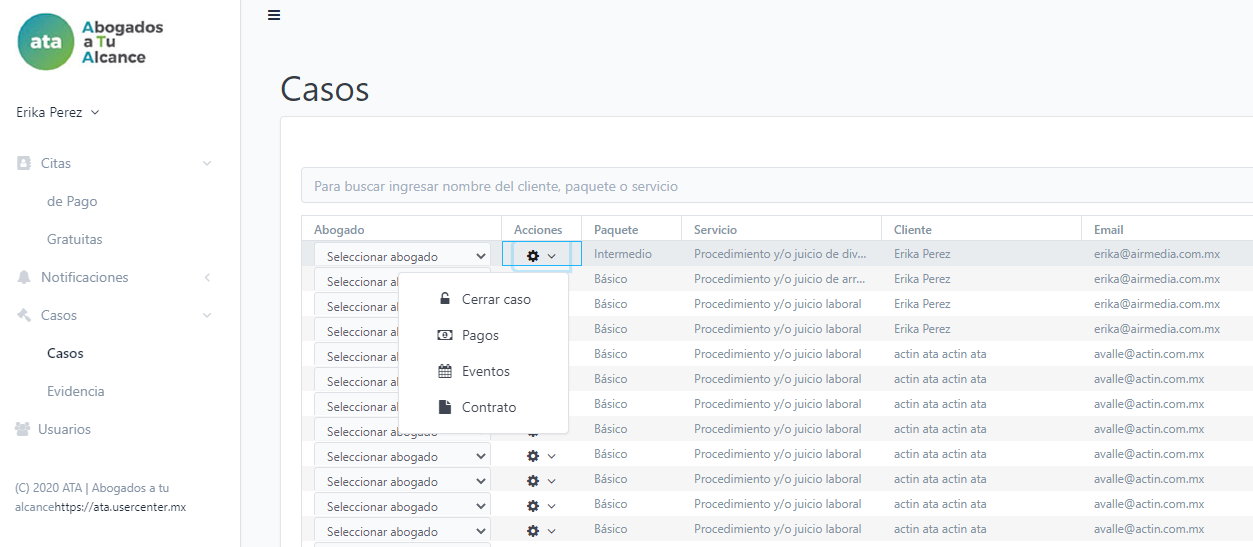 ata
Abogados
a Tu
Alcance
Erika Perez
Citas
de Pago
Gratuitas
Notificaciones
Casos
Casos
Evidencia
Usuarios
(C) 2020 ATA | Abogados a tu
alcancehttps://ata.usercenter.mx
Casos
Para buscar ingresar nombre del cliente, paquete o servicio
Abogado Acciones Paquete Servicio Cliente Email
Seleccionar abogado Intermedio Procedimiento y/o juicio de div... Erika Perez erika@airmedia.com.mx
Seleccionar al Básico Procedimiento y/o juicio de arr... Erika Perez erika@airmedia.com.mx
Seleccionar al Básico Procedimiento y/o juicio laboral Erika Perez erika@airmedia.com.mx
Seleccionar al Básico Procedimiento y/o juicio laboral Erika Perez erika@airmedia.com.mx
Seleccionar al Básico Procedimiento y/o juicio laboral actin ata actin ata avalle@actin.com.mx
Seleccionar al Básico Procedimiento y/o juicio laboral actin ata actin ata avalle@actin.com.mx
Seleccionar al Básico Procedimiento y/o juicio laboral actin ata actin ata avalle@actin.com.mx
Seleccionar Básico Procedimiento y/o juicio laboral actin ata actin ata avalle@actin.com.mx
Seleccionar abogado Básico Procedimiento y/o juicio laboral actin ata actin ata avalle@actin.com.mx
Seleccionar abogado Básico Procedimiento y/o juicio laboral actin ata actin ata avalle@actin.com.mx
Seleccionar abogado Básico Procedimiento y/o juicio laboral actin ata actin ata avalle@actin.com.mx
Seleccionar abogado Básico Procedimiento y/o juicio laboral actin ata actin ata avalle@actin.com.mx
Cerrar caso
Pagos
Eventos
Contrato